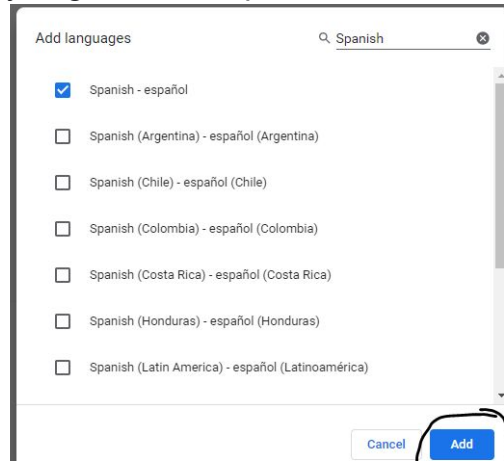 Add languages Spanish
Spanish - español
Spanish (Argentina) - español (Argentina)
Spanish (Chile) - español (Chile)
Spanish (Colombia) - español (Colombia)
Spanish (Costa Rica) - español (Costa Rica)
Spanish (Honduras) - español (Honduras)
Spanish (Latin America) - español (Latinoamérica)
Cancel Add